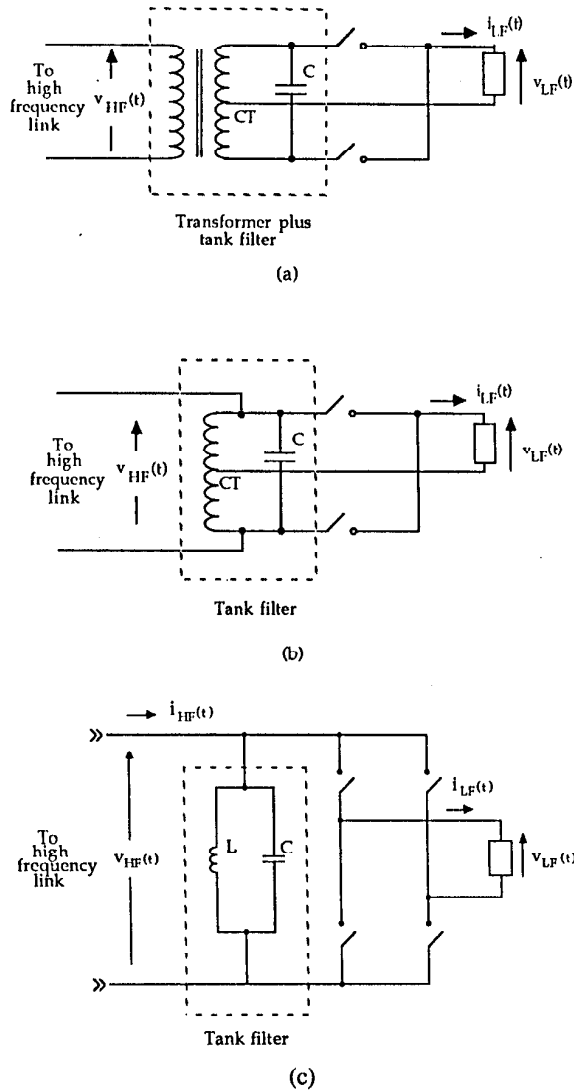 i_LF(t)
To
high
frequency
link
v_HF(t)
C
CT
v_LF(t)
Transformer plus
tank filter
(a)
i_LF(t)
To
high
frequency
link
v_HF(t)
C
CT
v_LF(t)
Tank filter
(b)
i_HF(t)
To
high
frequency
link
v_HF(t)
L
C
i_LF(t)
v_LF(t)
Tank filter
(c)